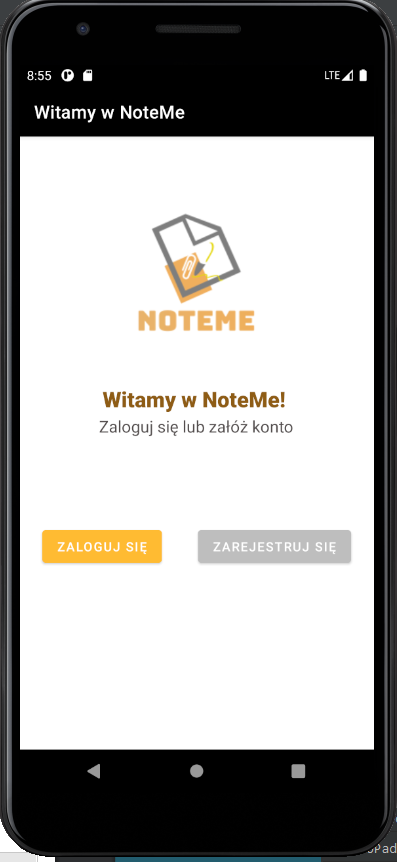 8:55
LTE
Witamy w NoteMe
NOTEME
Witamy w NoteMe!
Zaloguj się lub załóż konto
ZALOGUJ SIĘ
ZAREJESTRUJ SIĘ